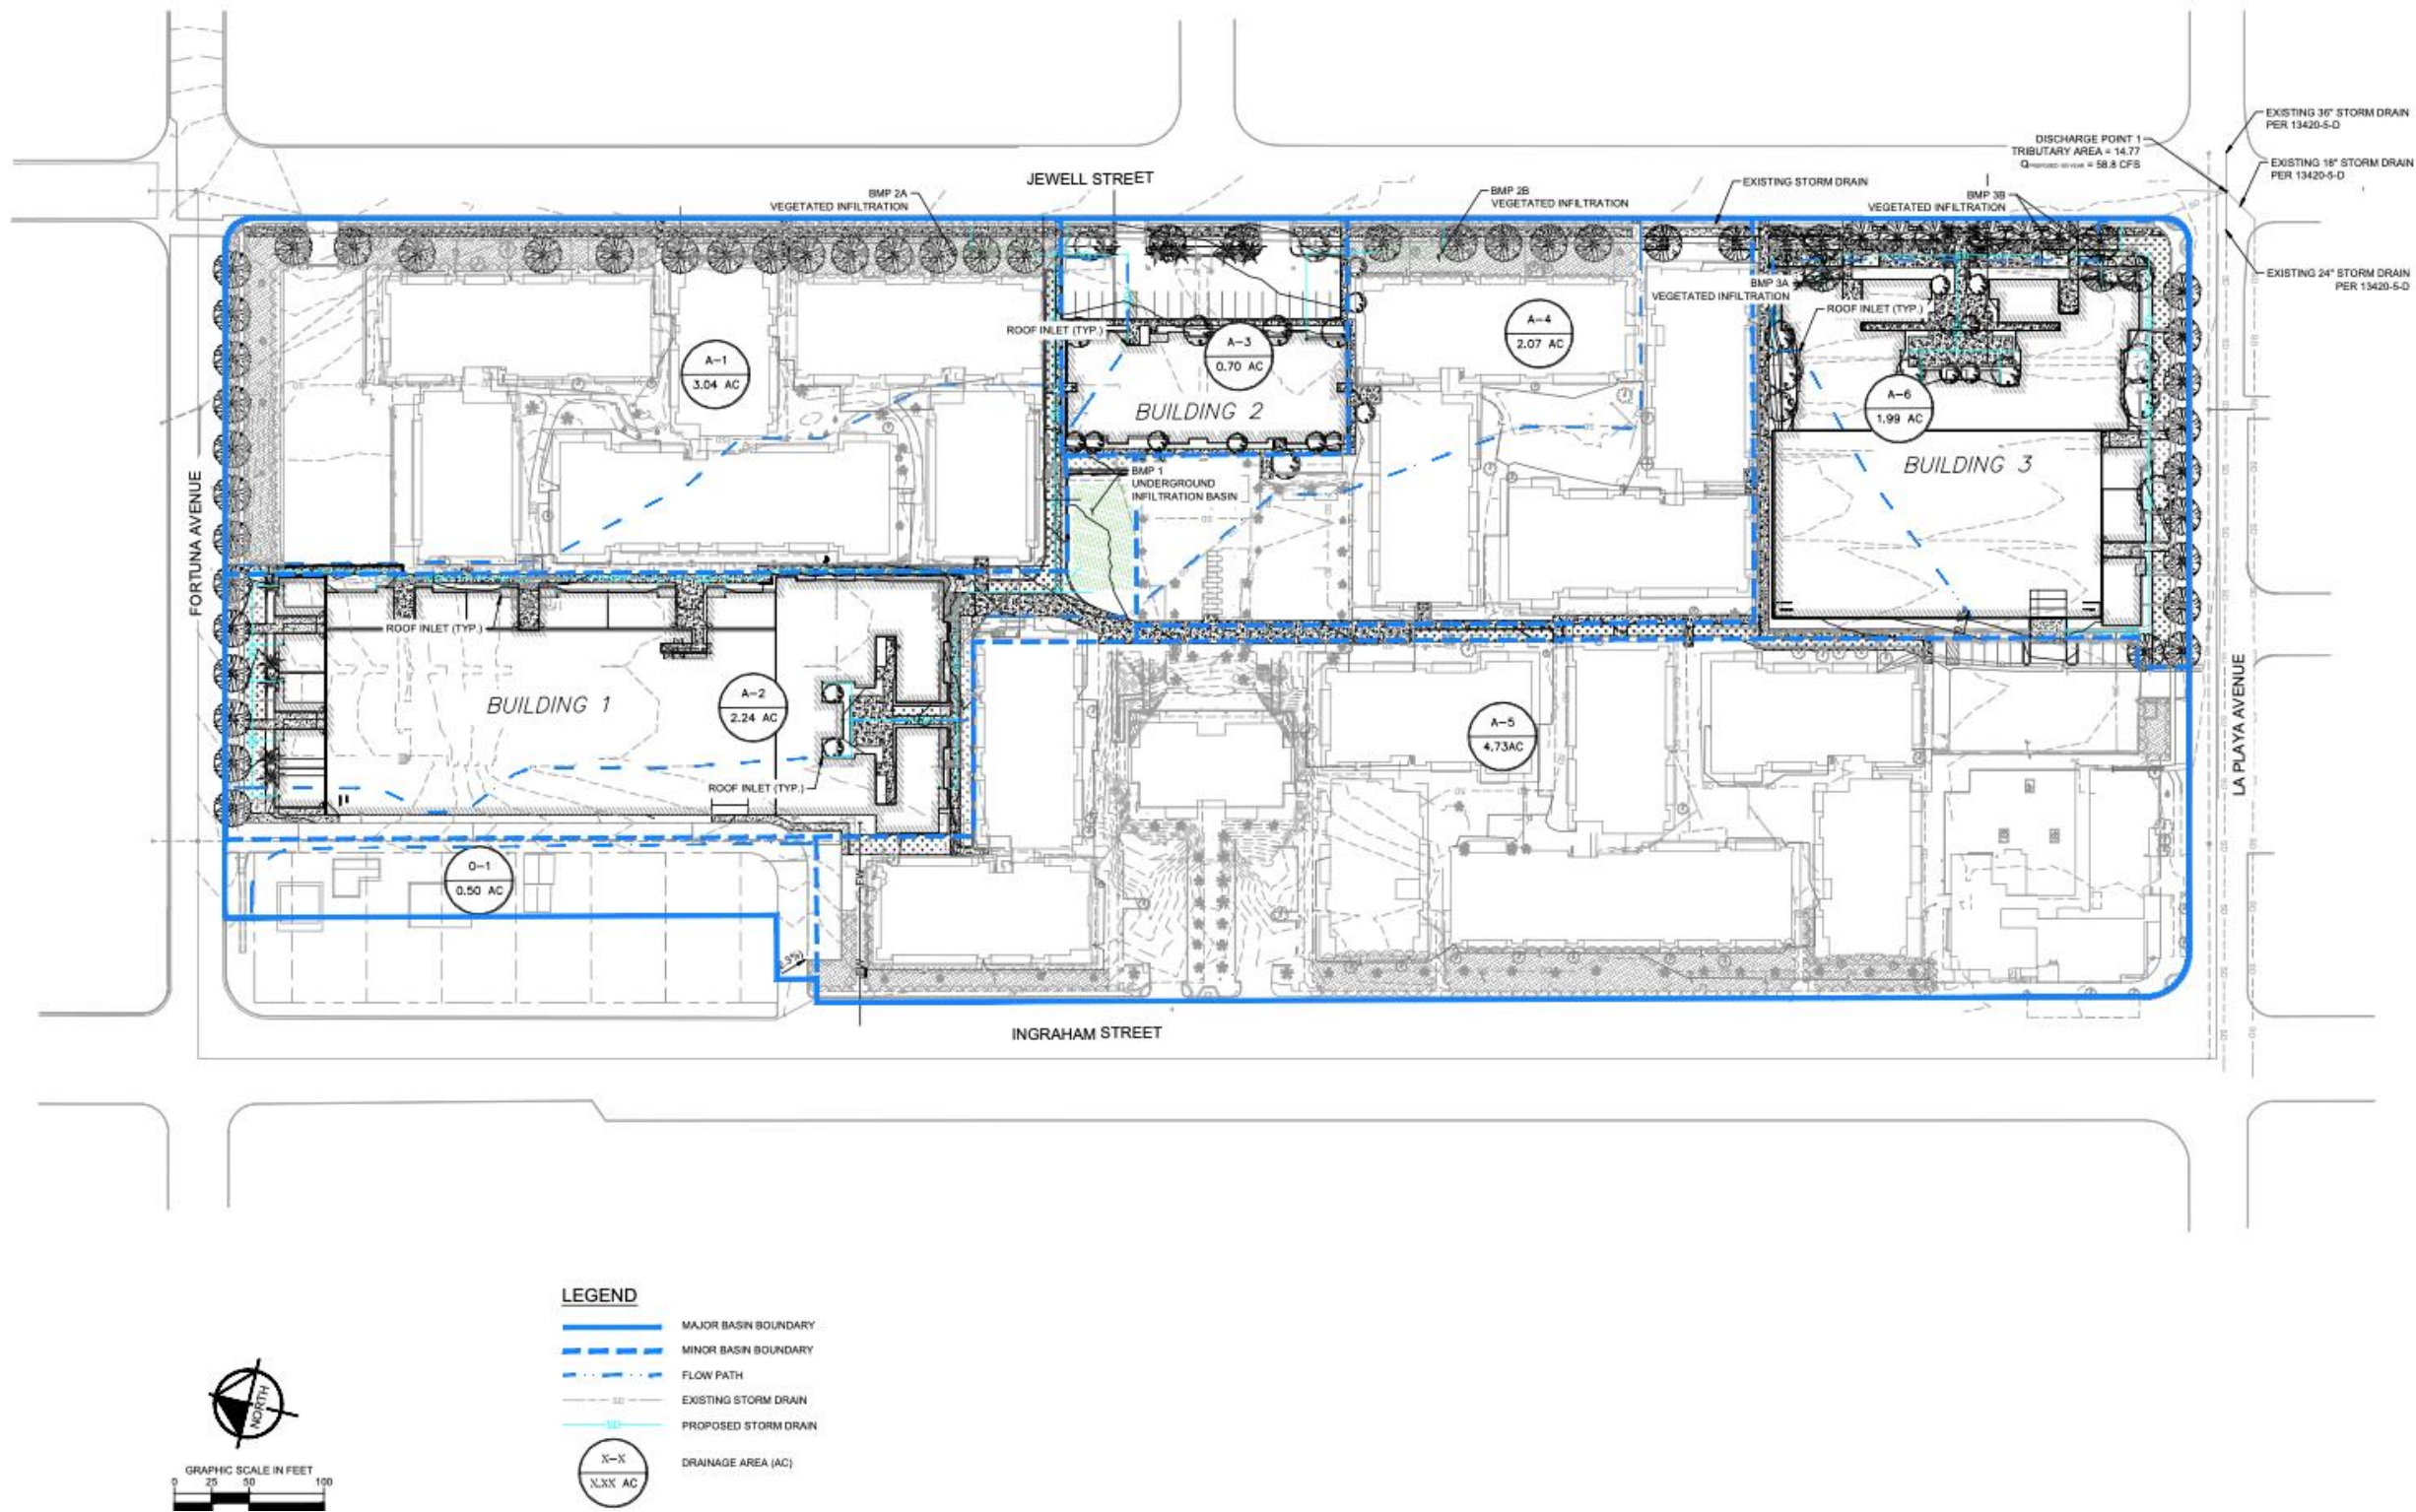 EXISTING 36" STORM DRAIN
PER 13420-5-D
DISCHARGE POINT 1
TRIBUTARY AREA = 14.77
= 58.8 CFS
EXISTING 18" STORM DRAIN
PER 13420-5-D
EXISTING 24" STORM DRAIN
PER 13420-5-D
JEWELL STREET
BMP 2A
VEGETATED INFILTRATION
BMP 2B
VEGETATED INFILTRATION
EXISTING STORM DRAIN
BMP 3B
VEGETATED INFILTRATION
BMP 3A
VEGETATED INFILTRATION
ROOF INLET (TYP.)
ROOF INLET (TYP.)
A-1
3.04 AC
A-3
0.70 AC
A-4
2.07 AC
A-6
1.99 AC
BUILDING 2
BUILDING 3
BMP 1
UNDERGROUND
INFILTRATION BASIN
FORTUNA AVENUE
ROOF INLET (TYP.)
BUILDING 1
A-2
2.24 AC
A-5
4.73AC
ROOF INLET (TYP.)
LA PLAYA AVENUE
O-1
0.50 AC
INGRAHAM STREET
LEGEND
MAJOR BASIN BOUNDARY
MINOR BASIN BOUNDARY
FLOW PATH
SD
EXISTING STORM DRAIN
SD
PROPOSED STORM DRAIN
X-X
X.XX AC
DRAINAGE AREA (AC)
NORTH
GRAPHIC SCALE IN FEET
0 25 50 100